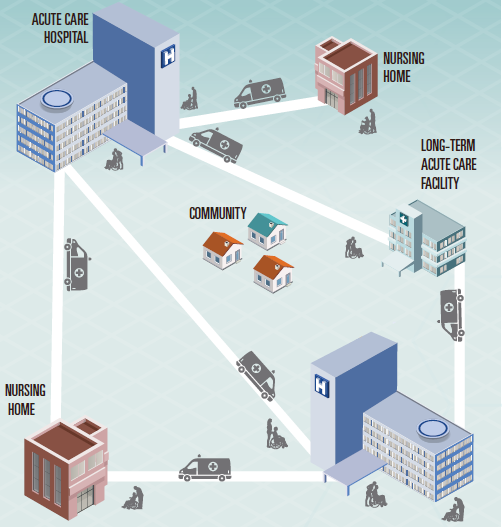 ACUTE CARE
HOSPITAL
H
NURSING
HOME
LONG-TERM
ACUTE CARE
FACILITY
COMMUNITY
H
NURSING
HOME